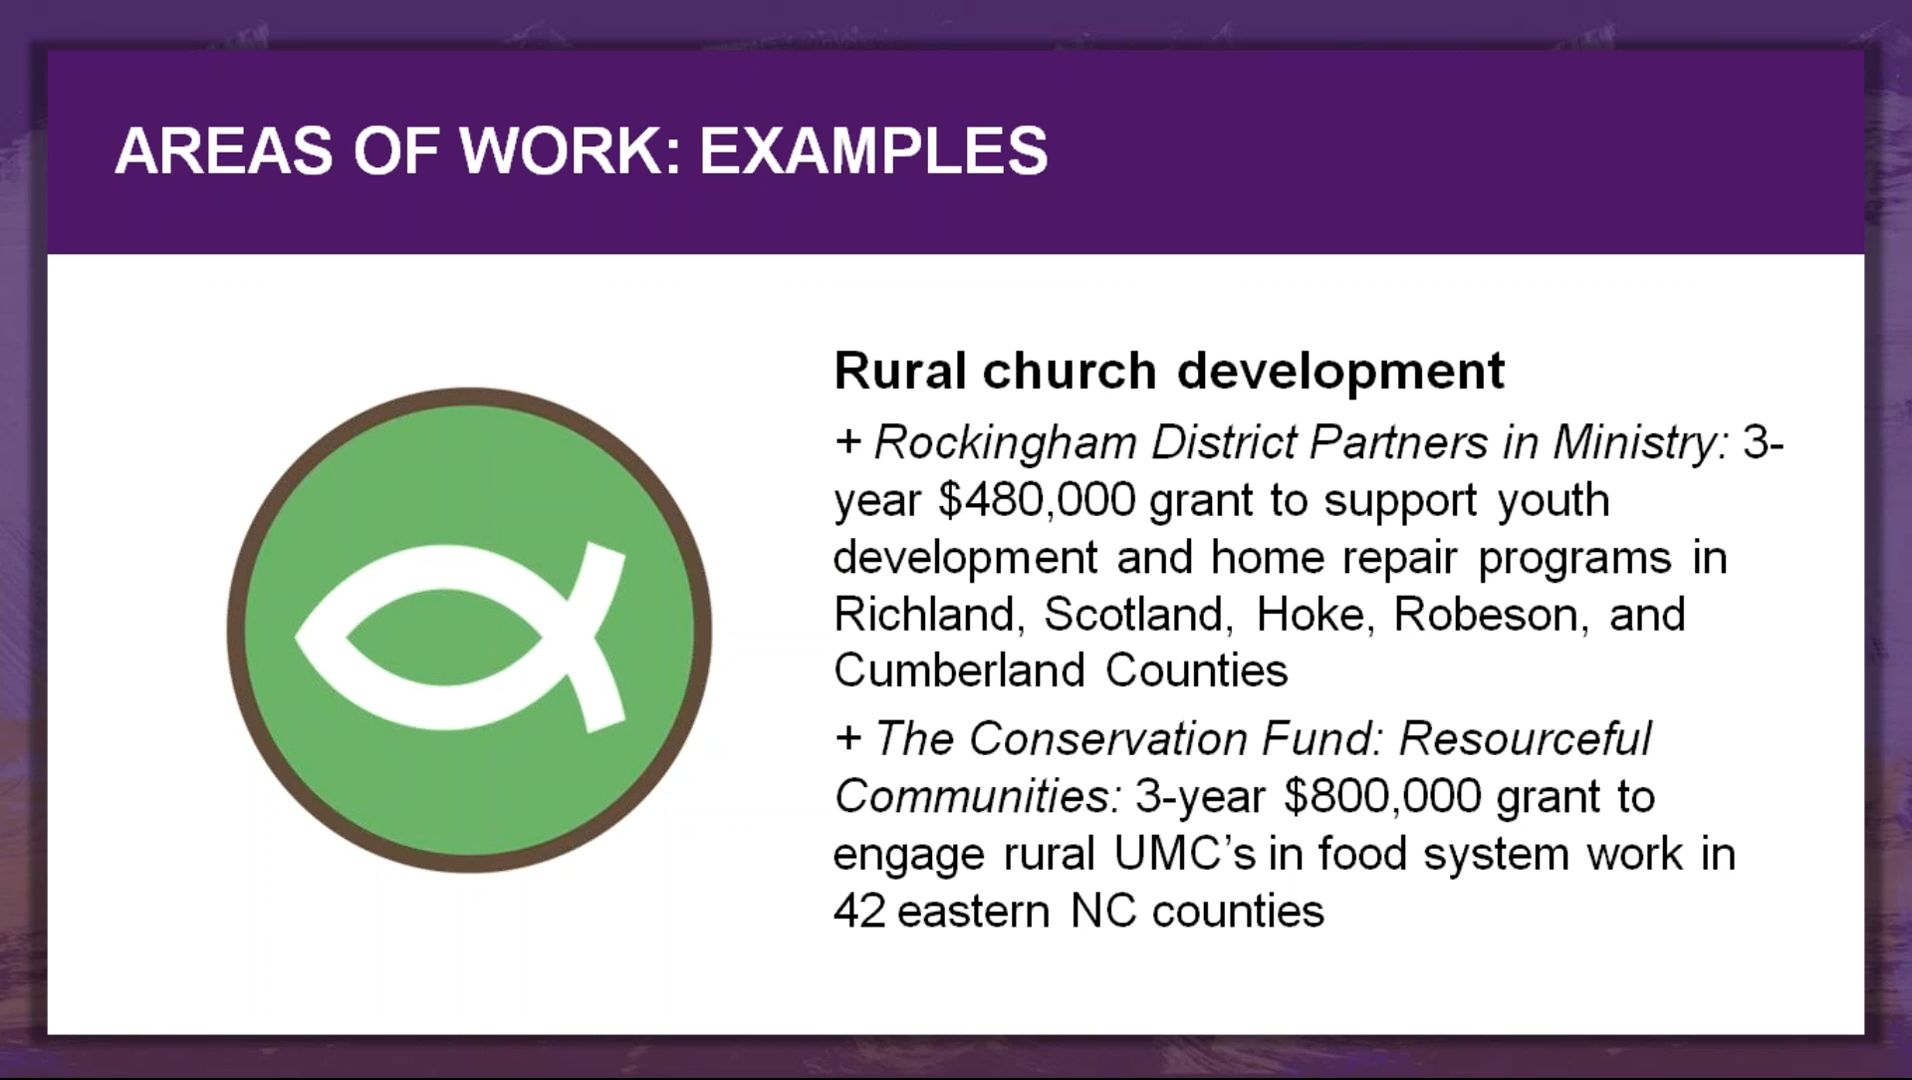 AREAS OF WORK: EXAMPLES
Rural church development
+ Rockingham District Partners in Ministry: 3-
year $480,000 grant to support youth
development and home repair programs in
Richland, Scotland, Hoke, Robeson, and
Cumberland Counties
+ The Conservation Fund: Resourceful
Communities: 3-year $800,000 grant to
engage rural UMC’s in food system work in
42 eastern NC counties